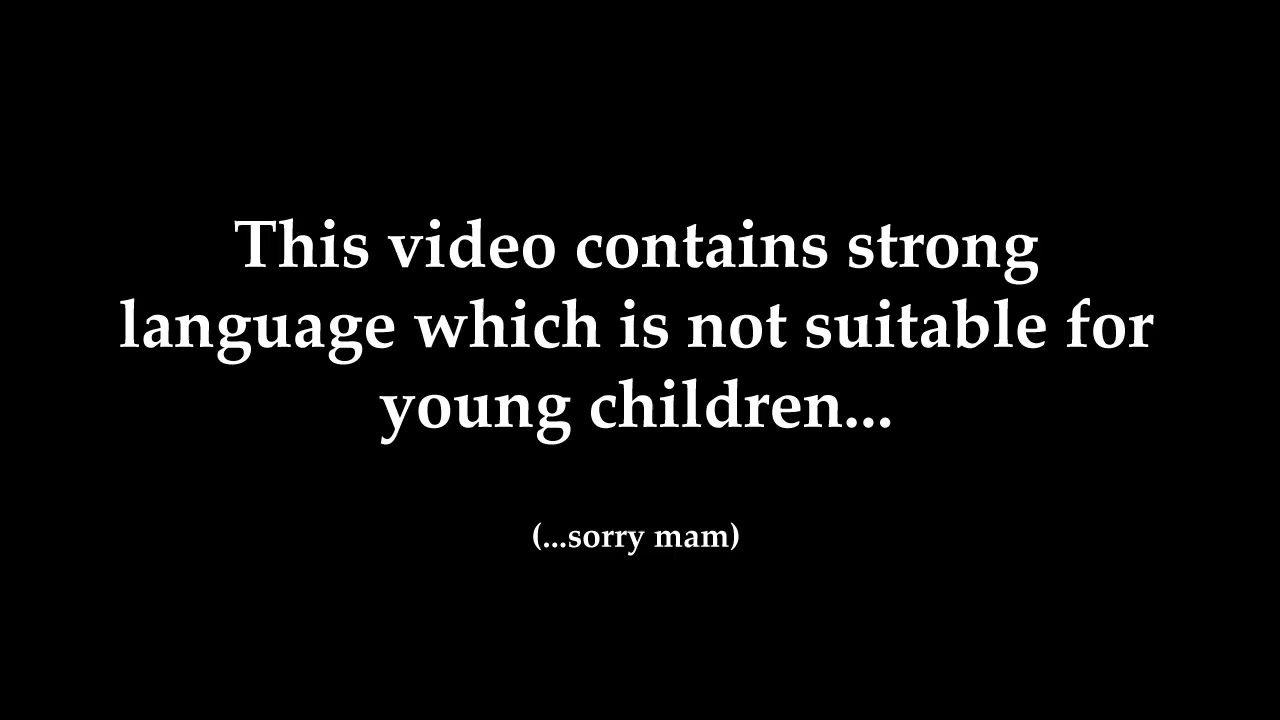 This video contains strong
language which is not suitable for
young children...
(...sorry mam)